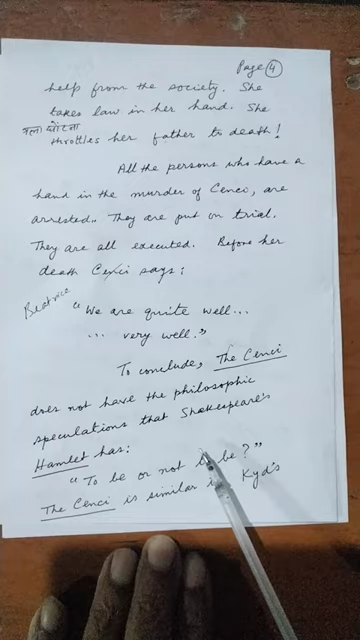 Page 4
help from the society. She
takes law in her hand. She
गला घोंटना
throttles her father to death!
All the persons who have a
hand in the murder of Cenci, are
arrested.. They are put on trial.
They are all executed. Before her
death Cenci says:
Beatrice
"We are quite well...
... very well."
To conclude, The Cenci
does not have the philosophic
speculations that Shakespeare's
Hamlet has:
"To be or not to be?"
The Cenci is similar Kyd's